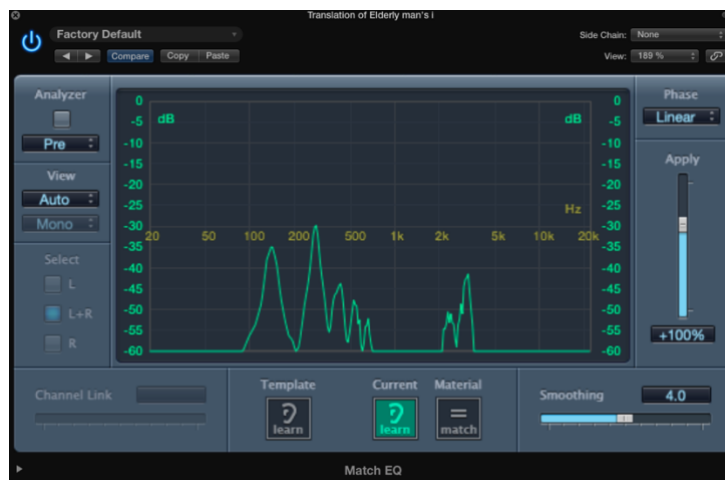 Translation of Elderly man's i
Factory Default
Side Chain: None
Compare Copy Paste
View: 189 %
Analyzer
Pre
View
Auto
Mono
Select
L
L+R
R
0
-5
-10
-15
-20
-25
-30
-35
-40
-45
-50
-55
-60
dB
dB
Hz
20 50 100 200 500 1k 2k 5k 10k 20k
0
-5
-10
-15
-20
-25
-30
-35
-40
-45
-50
-55
-60
Phase
Linear
Apply
+100%
Channel Link
Template
learn
Current
learn
Material
match
Smoothing
4.0
Match EQ